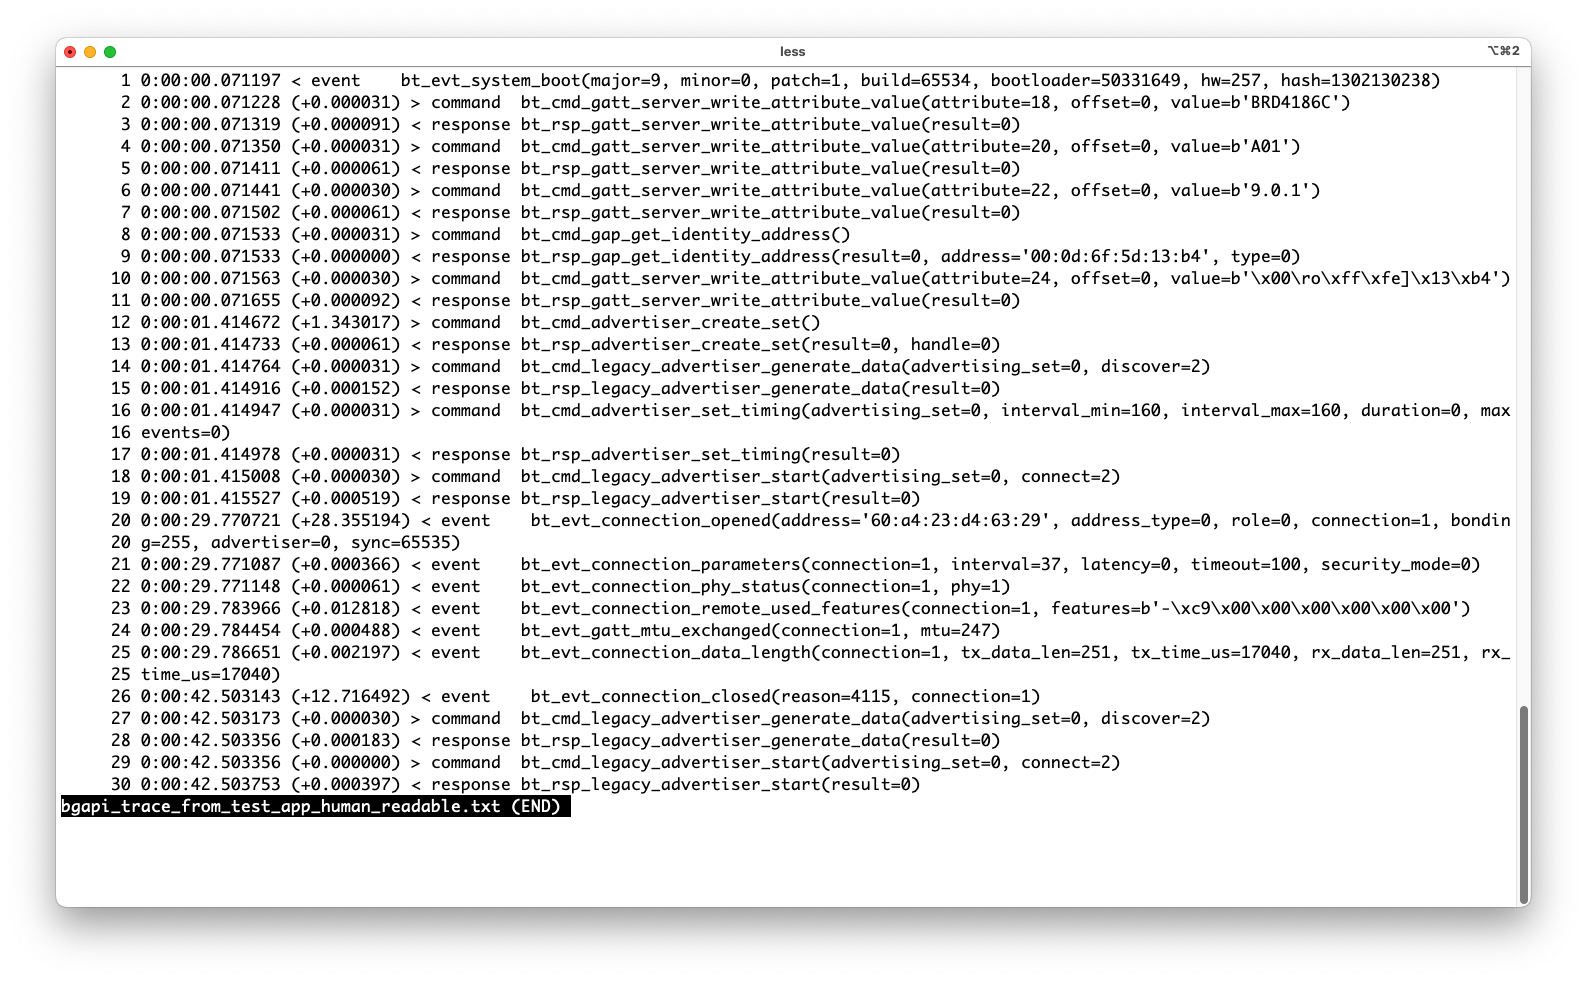 less
⌥⌘2
1 0:00:00.071197 < event    bt_evt_system_boot(major=9, minor=0, patch=1, build=65534, bootloader=50331649, hw=257, hash=1302130238)
2 0:00:00.071228 (+0.000031) > command  bt_cmd_gatt_server_write_attribute_value(attribute=18, offset=0, value=b'BRD4186C')
3 0:00:00.071319 (+0.000091) < response bt_rsp_gatt_server_write_attribute_value(result=0)
4 0:00:00.071350 (+0.000031) > command  bt_cmd_gatt_server_write_attribute_value(attribute=20, offset=0, value=b'A01')
5 0:00:00.071411 (+0.000061) < response bt_rsp_gatt_server_write_attribute_value(result=0)
6 0:00:00.071441 (+0.000030) > command  bt_cmd_gatt_server_write_attribute_value(attribute=22, offset=0, value=b'9.0.1')
7 0:00:00.071502 (+0.000061) < response bt_rsp_gatt_server_write_attribute_value(result=0)
8 0:00:00.071533 (+0.000031) > command  bt_cmd_gap_get_identity_address()
9 0:00:00.071533 (+0.000000) < response bt_rsp_gap_get_identity_address(result=0, address='00:0d:6f:5d:13:b4', type=0)
10 0:00:00.071563 (+0.000030) > command  bt_cmd_gatt_server_write_attribute_value(attribute=24, offset=0, value=b'\x00\ro\xff\xfe]\x13\xb4')
11 0:00:00.071655 (+0.000092) < response bt_rsp_gatt_server_write_attribute_value(result=0)
12 0:00:01.414672 (+1.343017) > command  bt_cmd_advertiser_create_set()
13 0:00:01.414733 (+0.000061) < response bt_rsp_advertiser_create_set(result=0, handle=0)
14 0:00:01.414764 (+0.000031) > command  bt_cmd_legacy_advertiser_generate_data(advertising_set=0, discover=2)
15 0:00:01.414916 (+0.000152) < response bt_rsp_legacy_advertiser_generate_data(result=0)
16 0:00:01.414947 (+0.000031) > command  bt_cmd_advertiser_set_timing(advertising_set=0, interval_min=160, interval_max=160, duration=0, max
16 events=0)
17 0:00:01.414978 (+0.000031) < response bt_rsp_advertiser_set_timing(result=0)
18 0:00:01.415008 (+0.000030) > command  bt_cmd_legacy_advertiser_start(advertising_set=0, connect=2)
19 0:00:01.415527 (+0.000519) < response bt_rsp_legacy_advertiser_start(result=0)
20 0:00:29.770721 (+28.355194) < event    bt_evt_connection_opened(address='60:a4:23:d4:63:29', address_type=0, role=0, connection=1, bondin
20 g=255, advertiser=0, sync=65535)
21 0:00:29.771087 (+0.000366) < event    bt_evt_connection_parameters(connection=1, interval=37, latency=0, timeout=100, security_mode=0)
22 0:00:29.771148 (+0.000061) < event    bt_evt_connection_phy_status(connection=1, phy=1)
23 0:00:29.783966 (+0.012818) < event    bt_evt_connection_remote_used_features(connection=1, features=b'-\xc9\x00\x00\x00\x00\x00\x00')
24 0:00:29.784454 (+0.000488) < event    bt_evt_gatt_mtu_exchanged(connection=1, mtu=247)
25 0:00:29.786651 (+0.002197) < event    bt_evt_connection_data_length(connection=1, tx_data_len=251, tx_time_us=17040, rx_data_len=251, rx_
25 time_us=17040)
26 0:00:42.503143 (+12.716492) < event    bt_evt_connection_closed(reason=4115, connection=1)
27 0:00:42.503173 (+0.000030) > command  bt_cmd_legacy_advertiser_generate_data(advertising_set=0, discover=2)
28 0:00:42.503356 (+0.000183) < response bt_rsp_legacy_advertiser_generate_data(result=0)
29 0:00:42.503356 (+0.000000) > command  bt_cmd_legacy_advertiser_start(advertising_set=0, connect=2)
30 0:00:42.503753 (+0.000397) < response bt_rsp_legacy_advertiser_start(result=0)
bgapi_trace_from_test_app_human_readable.txt (END)